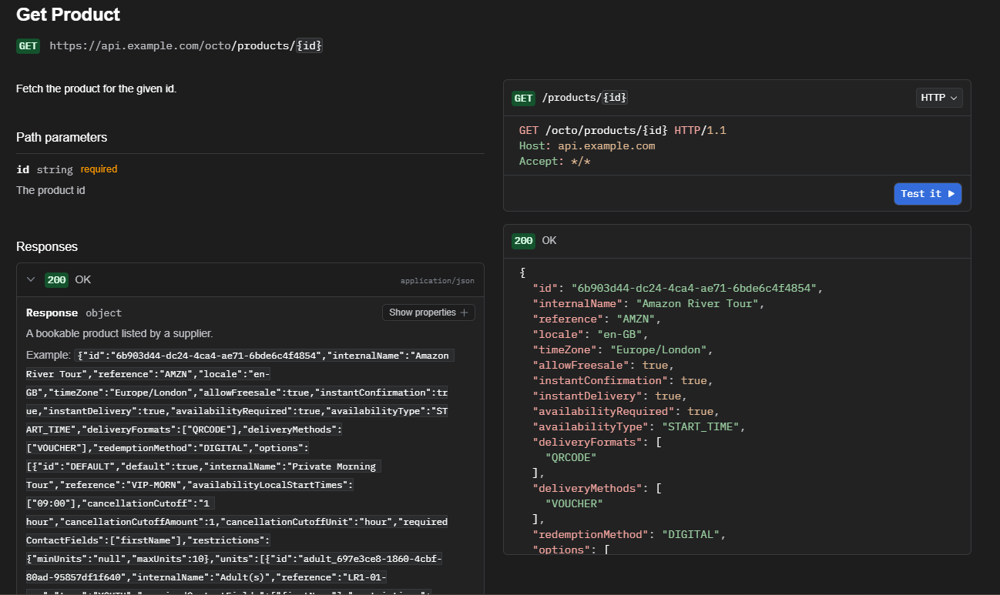 Get Product
GET https://api.example.com/octo/products/{id}
Fetch the product for the given id.
Path parameters
id string required
The product id
Responses
200 OK application/json
Response object Show properties +
A bookable product listed by a supplier.
Example: {"id":"6b903d44-dc24-4ca4-ae71-6bde6c4f4854","internalName":"Amazon
River Tour","reference":"AMZN","locale":"en-
GB","timeZone":"Europe/London","allowFreesale":true,"instantConfirmation":tr
ue,"instantDelivery":true,"availabilityRequired":true,"availabilityType":"ST
ART_TIME","deliveryFormats":["QRCODE"],"deliveryMethods":
["VOUCHER"],"redemptionMethod":"DIGITAL","options":
[{"id":"DEFAULT","default":true,"internalName":"Private Morning
Tour","reference":"VIP-MORN","availabilityLocalStartTimes":
["09:00"],"cancellationCutoff":"1
hour","cancellationCutoffAmount":1,"cancellationCutoffUnit":"hour","required
ContactFields":["firstName"],"restrictions":
{"minUnits":"null","maxUnits":10},"units":[{"id":"adult_697e3ce8-1860-4cbf-
80ad-95857df1f640","internalName":"Adult(s)","reference":"LR1-01-
GET /products/{id} HTTP
GET /octo/products/{id} HTTP/1.1
Host: api.example.com
Accept: */*
Test it
200 OK
{
"id": "6b903d44-dc24-4ca4-ae71-6bde6c4f4854",
"internalName": "Amazon River Tour",
"reference": "AMZN",
"locale": "en-GB",
"timeZone": "Europe/London",
"allowFreesale": true,
"instantConfirmation": true,
"instantDelivery": true,
"availabilityRequired": true,
"availabilityType": "START_TIME",
"deliveryFormats": [
"QRCODE"
],
"deliveryMethods": [
"VOUCHER"
],
"redemptionMethod": "DIGITAL",
"options": [